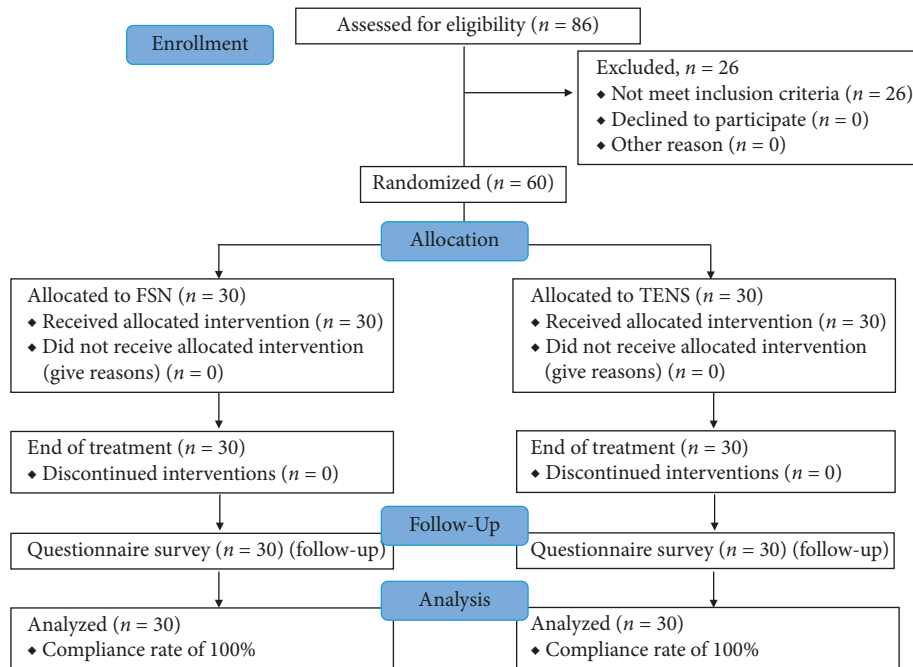 Assessed for eligibility (n = 86)
Enrollment
Excluded, n = 26
◆ Not meet inclusion criteria (n = 26)
◆ Declined to participate (n = 0)
◆ Other reason (n = 0)
Randomized (n = 60)
Allocation
Allocated to FSN (n = 30)
◆ Received allocated intervention (n = 30)
◆ Did not receive allocated intervention
(give reasons) (n = 0)
Allocated to TENS (n = 30)
◆ Received allocated intervention (n = 30)
◆ Did not receive allocated intervention
(give reasons) (n = 0)
End of treatment (n = 30)
◆ Discontinued interventions (n = 0)
End of treatment (n = 30)
◆ Discontinued interventions (n = 0)
Follow-Up
Questionnaire survey (n = 30) (follow-up)
Questionnaire survey (n = 30) (follow-up)
Analysis
Analyzed (n = 30)
◆ Compliance rate of 100%
Analyzed (n = 30)
◆ Compliance rate of 100%